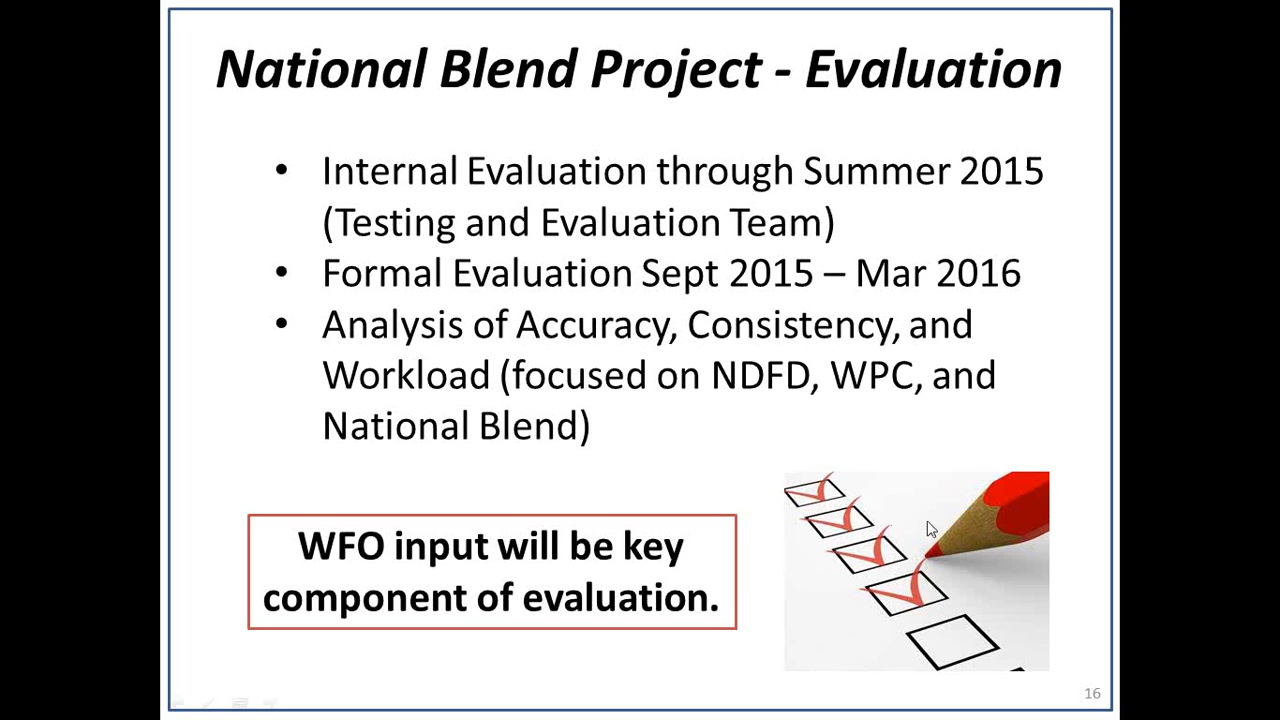 National Blend Project - Evaluation
• Internal Evaluation through Summer 2015
(Testing and Evaluation Team)
• Formal Evaluation Sept 2015 – Mar 2016
• Analysis of Accuracy, Consistency, and
Workload (focused on NDFD, WPC, and
National Blend)
WFO input will be key
component of evaluation.
16